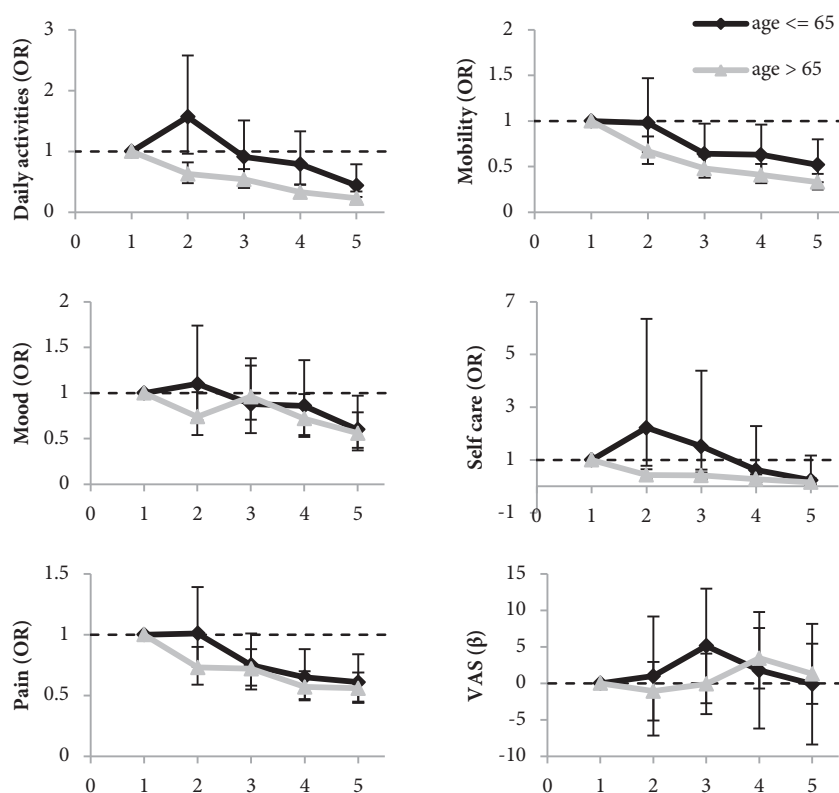 Daily activities (OR)
3
2
1
0
0 1 2 3 4 5
Mobility (OR)
2
1.5
1
0.5
0
0 1 2 3 4 5
age <= 65
age > 65
Mood (OR)
2
1.5
1
0.5
0
0 1 2 3 4 5
Self care (OR)
7
5
3
1
-1
0 1 2 3 4 5
Pain (OR)
1.5
1
0.5
0
0 1 2 3 4 5
VAS (β)
15
10
5
0
-5
-10
0 1 2 3 4 5